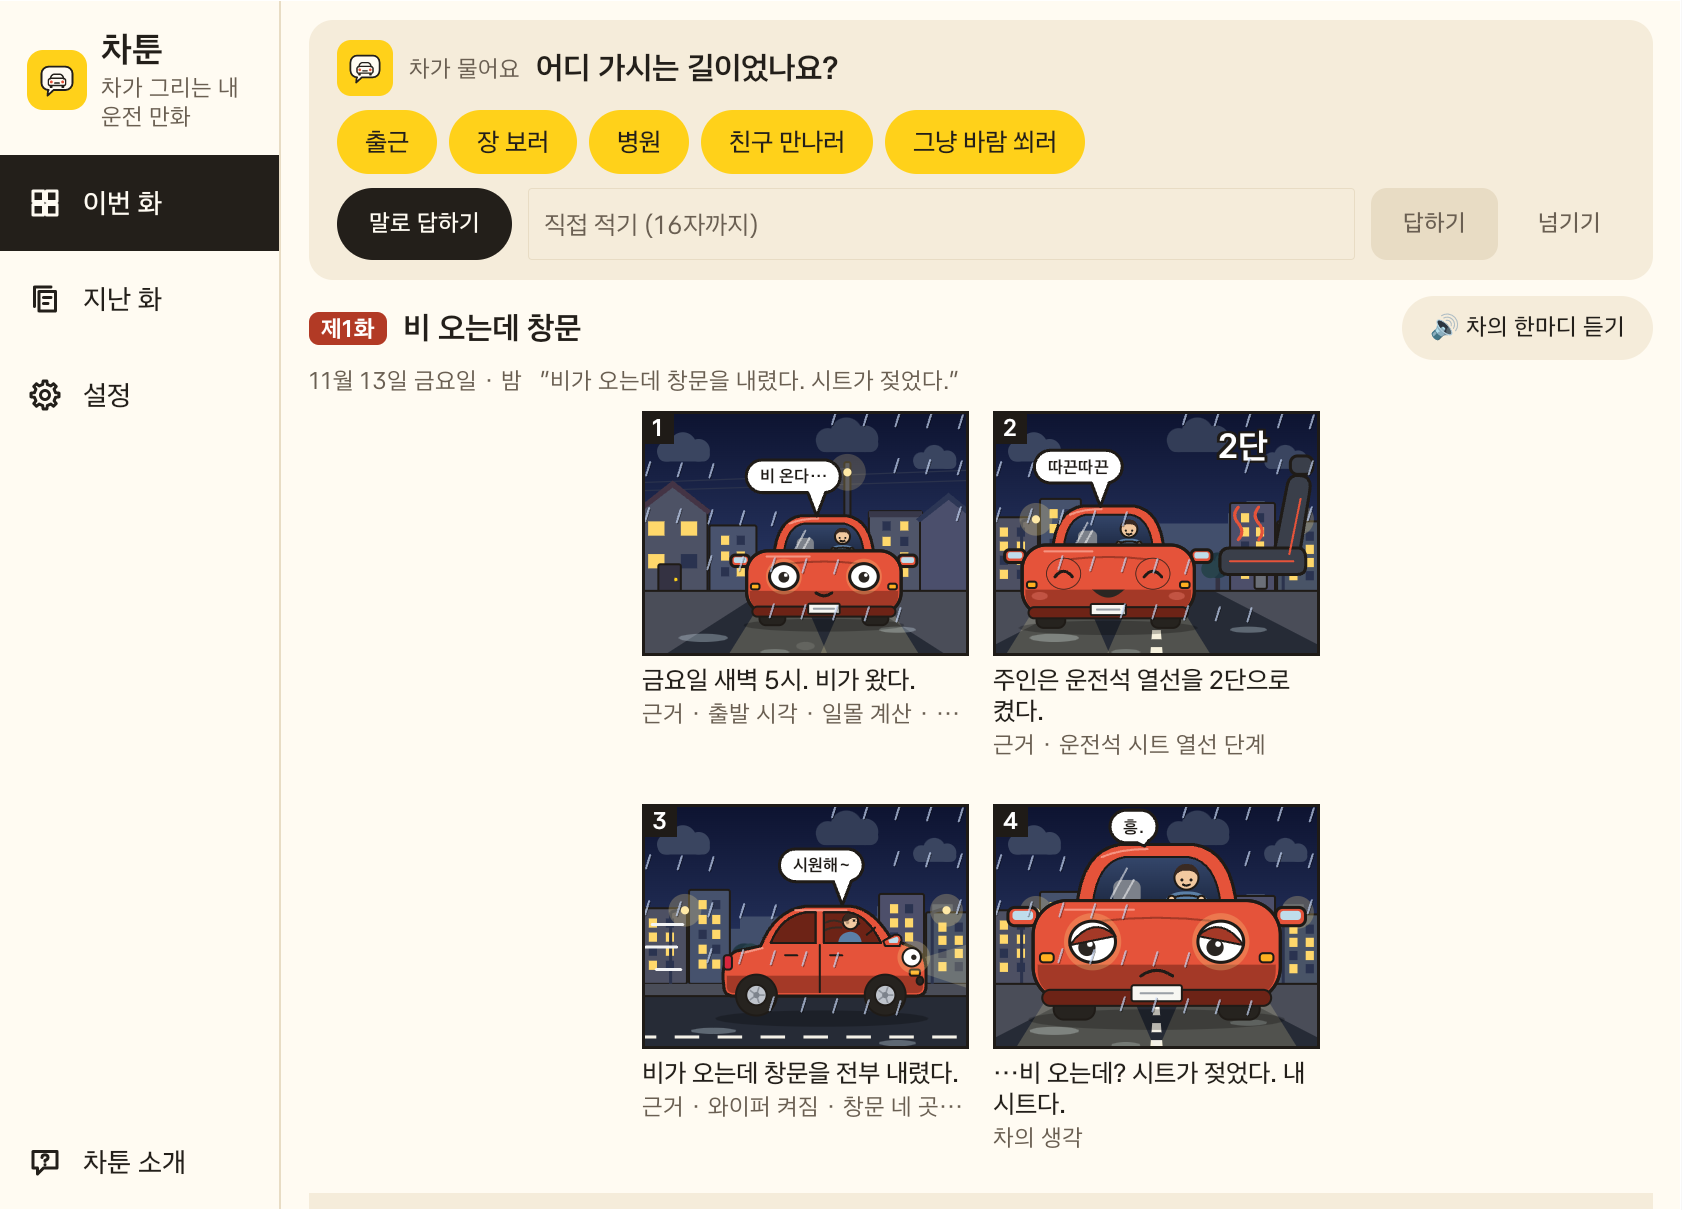 차툰
차가 그리는 내
운전 만화
이번 화
지난 화
설정
차툰 소개
차가 물어요 어디 가시는 길이었나요?
출근 장 보러 병원 친구 만나러 그냥 바람 쐬러
말로 답하기 직접 적기 (16자까지) 답하기 넘기기
제1화 비 오는데 창문
🔊 차의 한마디 듣기
11월 13일 금요일 · 밤 "비가 오는데 창문을 내렸다. 시트가 젖었다."
1
비 온다…
금요일 새벽 5시. 비가 왔다.
근거 · 출발 시각 · 일몰 계산 · …
2
따끈따끈
2단
주인은 운전석 열선을 2단으로
켰다.
근거 · 운전석 시트 열선 단계
3
시원해~
비가 오는데 창문을 전부 내렸다.
근거 · 와이퍼 켜짐 · 창문 네 곳…
4
흥.
…비 오는데? 시트가 젖었다. 내
시트다.
차의 생각